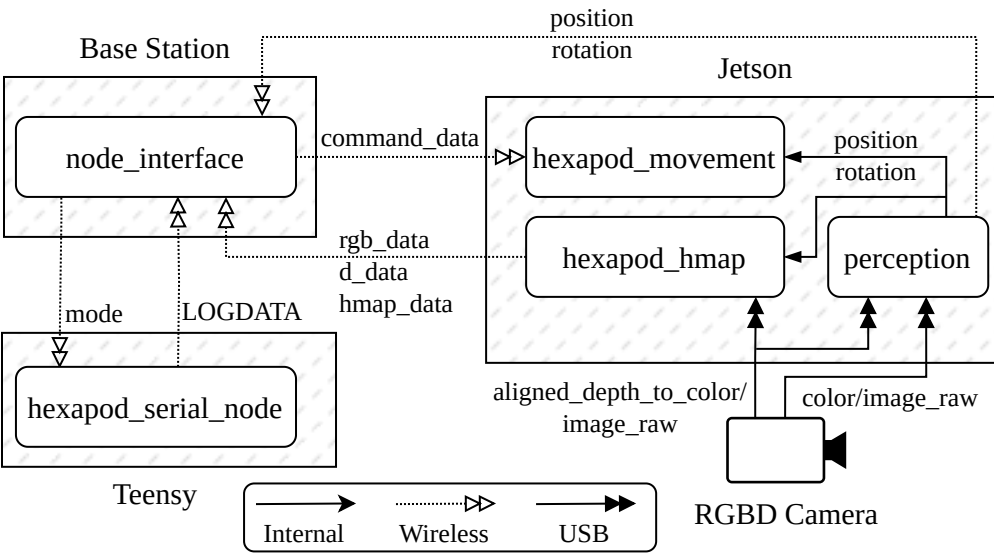 position
rotation
Base Station
Jetson
node_interface
command_data
hexapod_movement
position
rotation
rgb_data
d_data
hmap_data
hexapod_hmap
perception
mode
LOGDATA
hexapod_serial_node
Teensy
aligned_depth_to_color/
image_raw
color/image_raw
RGBD Camera
Internal
Wireless
USB